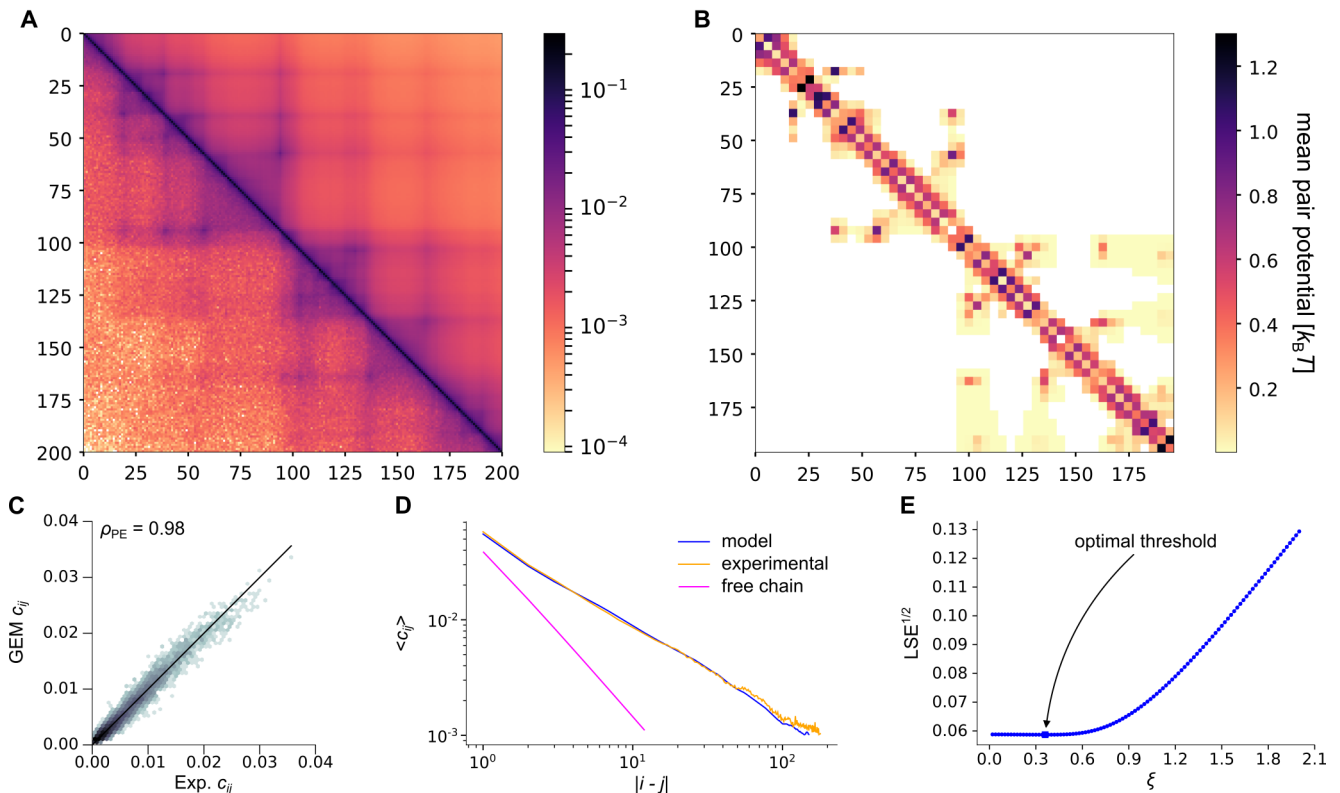 A
0
25
50
75
100
125
150
175
200
0 25 50 75 100 125 150 175 200
10⁻¹
10⁻²
10⁻³
10⁻⁴
B
0
25
50
75
100
125
150
175
0 25 50 75 100 125 150 175
1.2
1.0
0.8
0.6
0.4
0.2
mean pair potential [k_B T]
C
ρ_PE = 0.98
0.04
0.03
0.02
0.01
0.00
GEM c_ij
0.00 0.01 0.02 0.03 0.04
Exp. c_ij
D
model
experimental
free chain
10⁻²
10⁻³
<c_ij>
10⁰ 10¹ 10²
|i - j|
E
optimal threshold
0.13
0.12
0.11
0.10
0.09
0.08
0.07
0.06
LSE^1/2
0.0 0.3 0.6 0.9 1.2 1.5 1.8 2.1
ξ